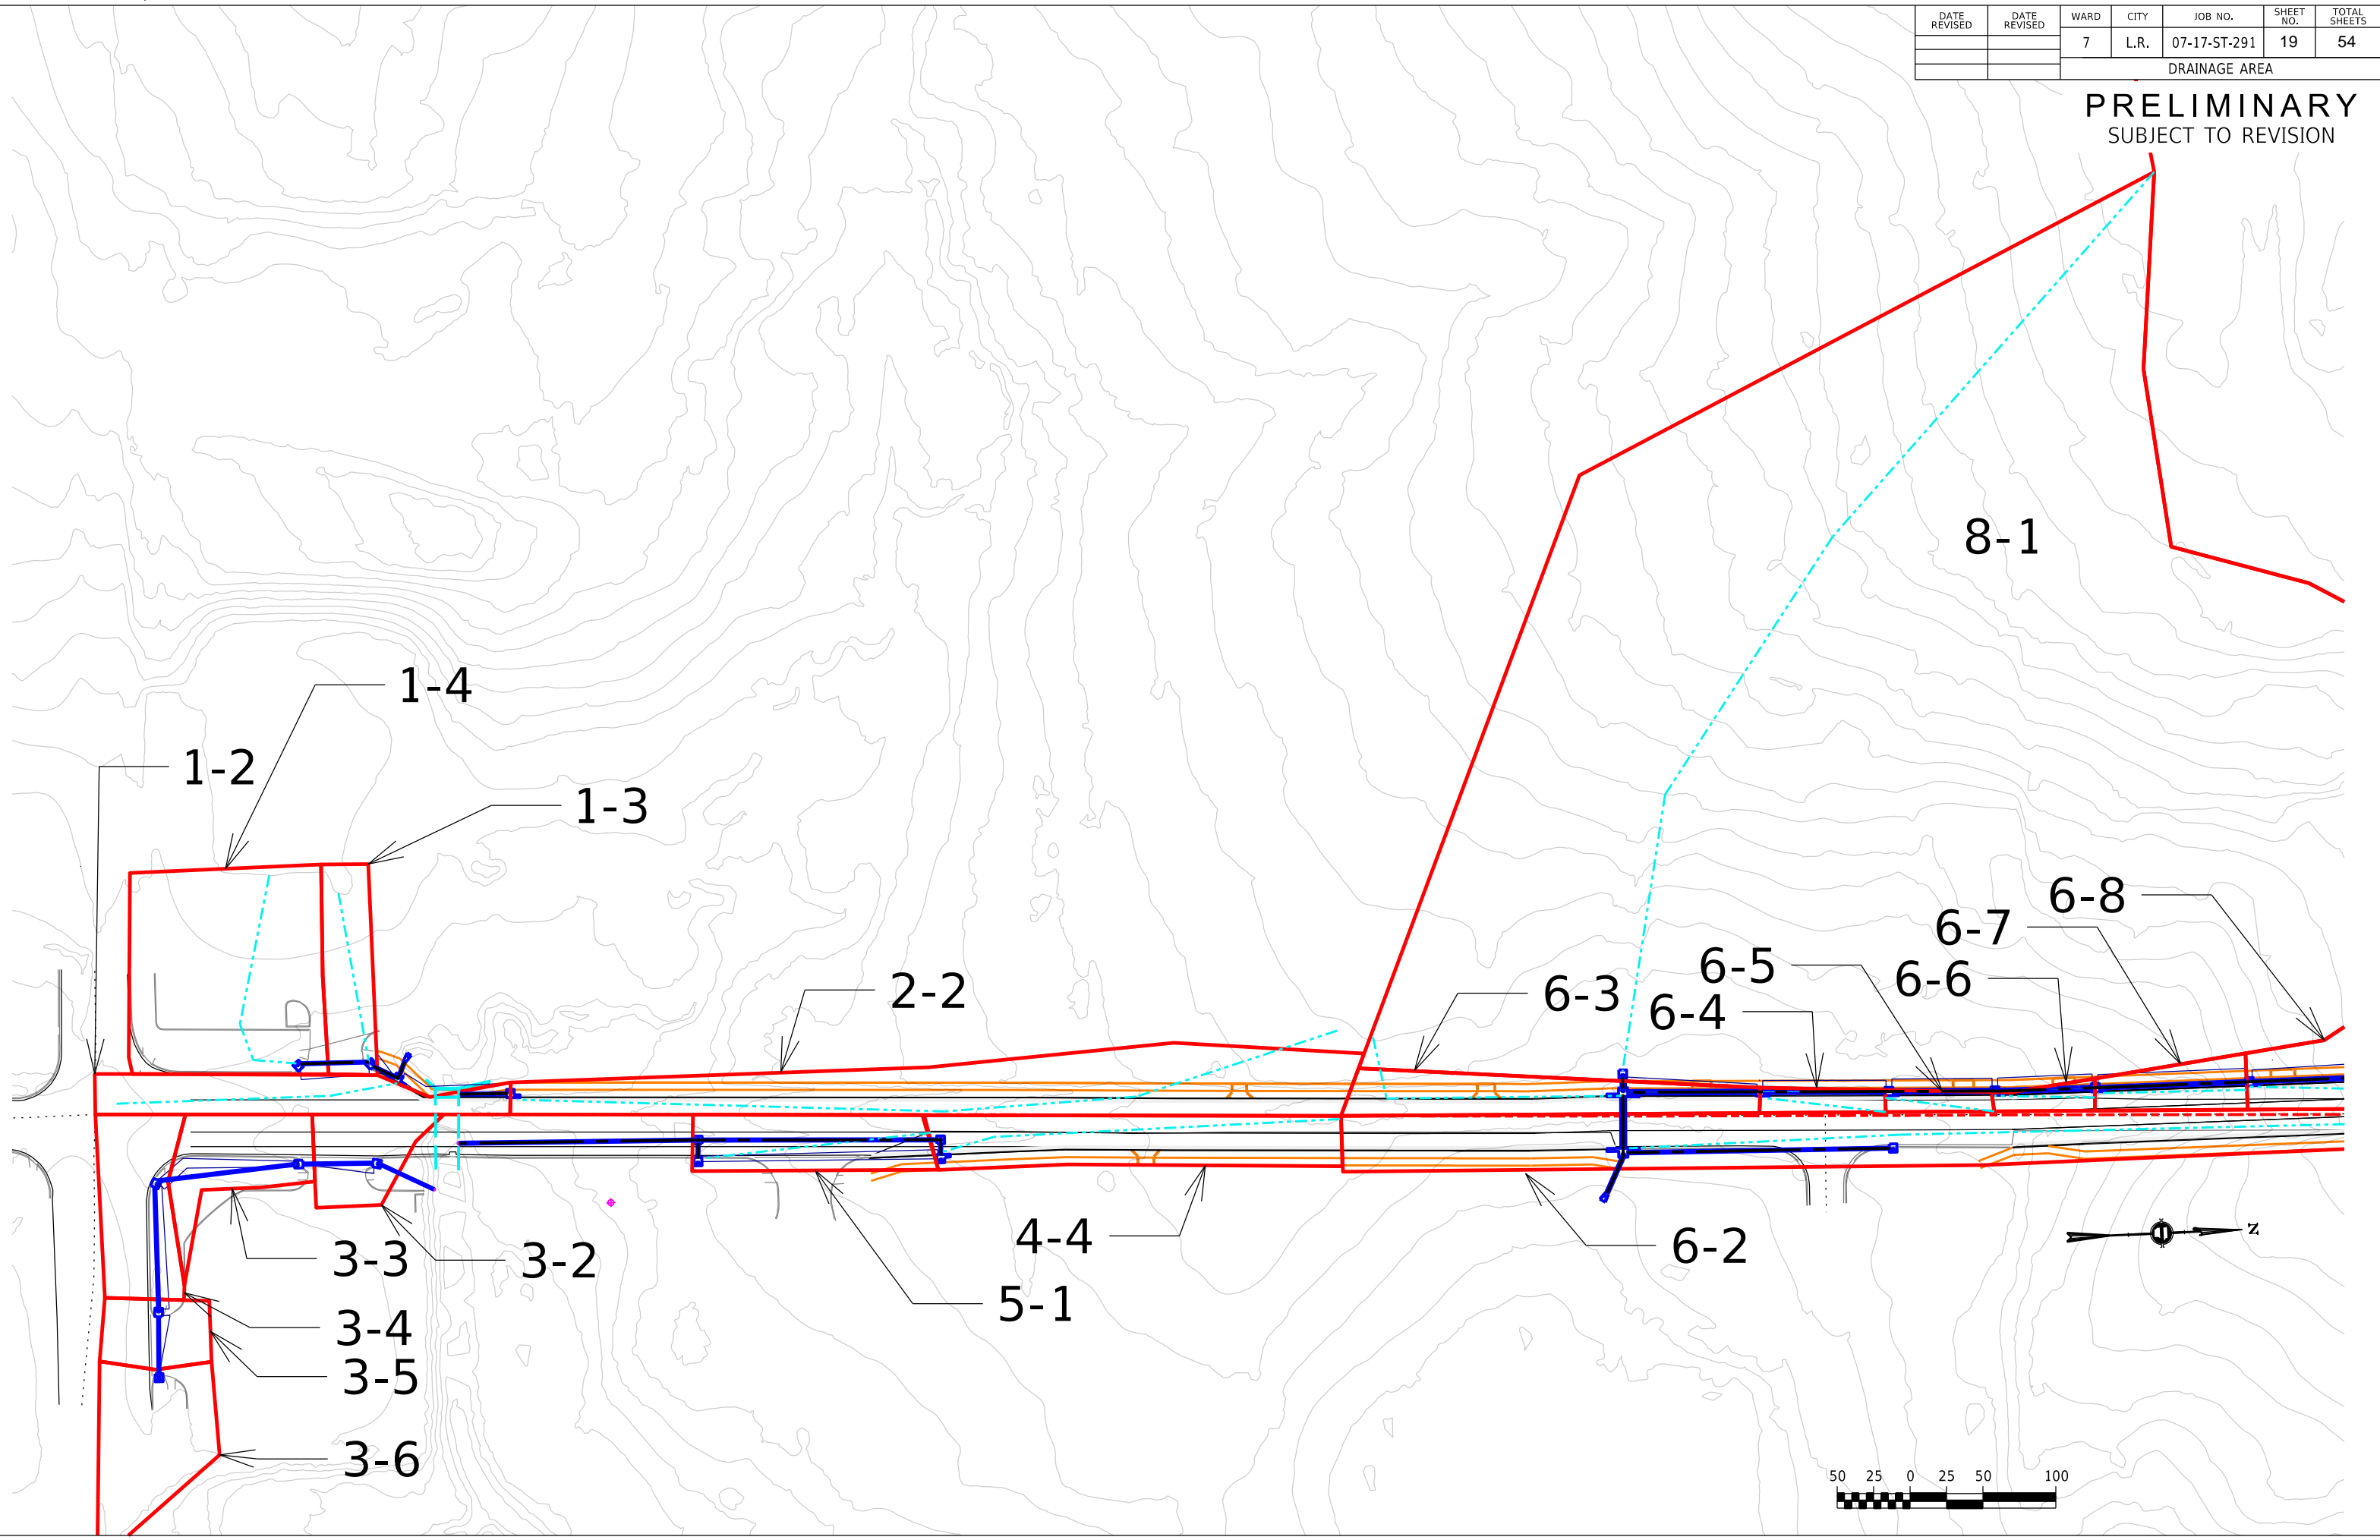 DATE REVISED DATE REVISED WARD CITY JOB NO. SHEET NO. TOTAL SHEETS
7 L.R. 07-17-ST-291 19 54
DRAINAGE AREA
PRELIMINARY
SUBJECT TO REVISION
8-1
1-4
1-2
1-3
6-8
6-7
6-5
6-6
2-2
6-3
6-4
4-4
6-2
N
3-3
3-2
5-1
3-4
3-5
3-6
50 25 0 25 50 100